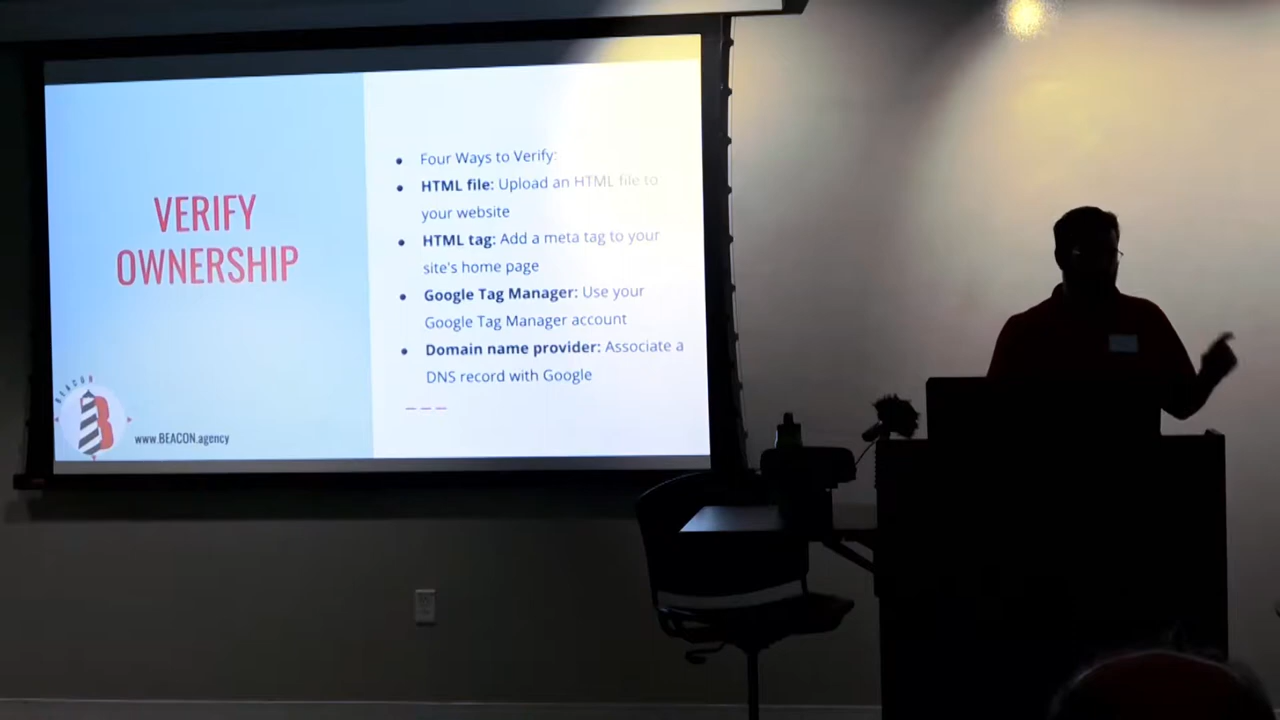 VERIFY
OWNERSHIP
BEACON
B
www.BEACON.agency
Four Ways to Verify:
HTML file: Upload an HTML file to
your website
HTML tag: Add a meta tag to your
site's home page
Google Tag Manager: Use your
Google Tag Manager account
Domain name provider: Associate a
DNS record with Google